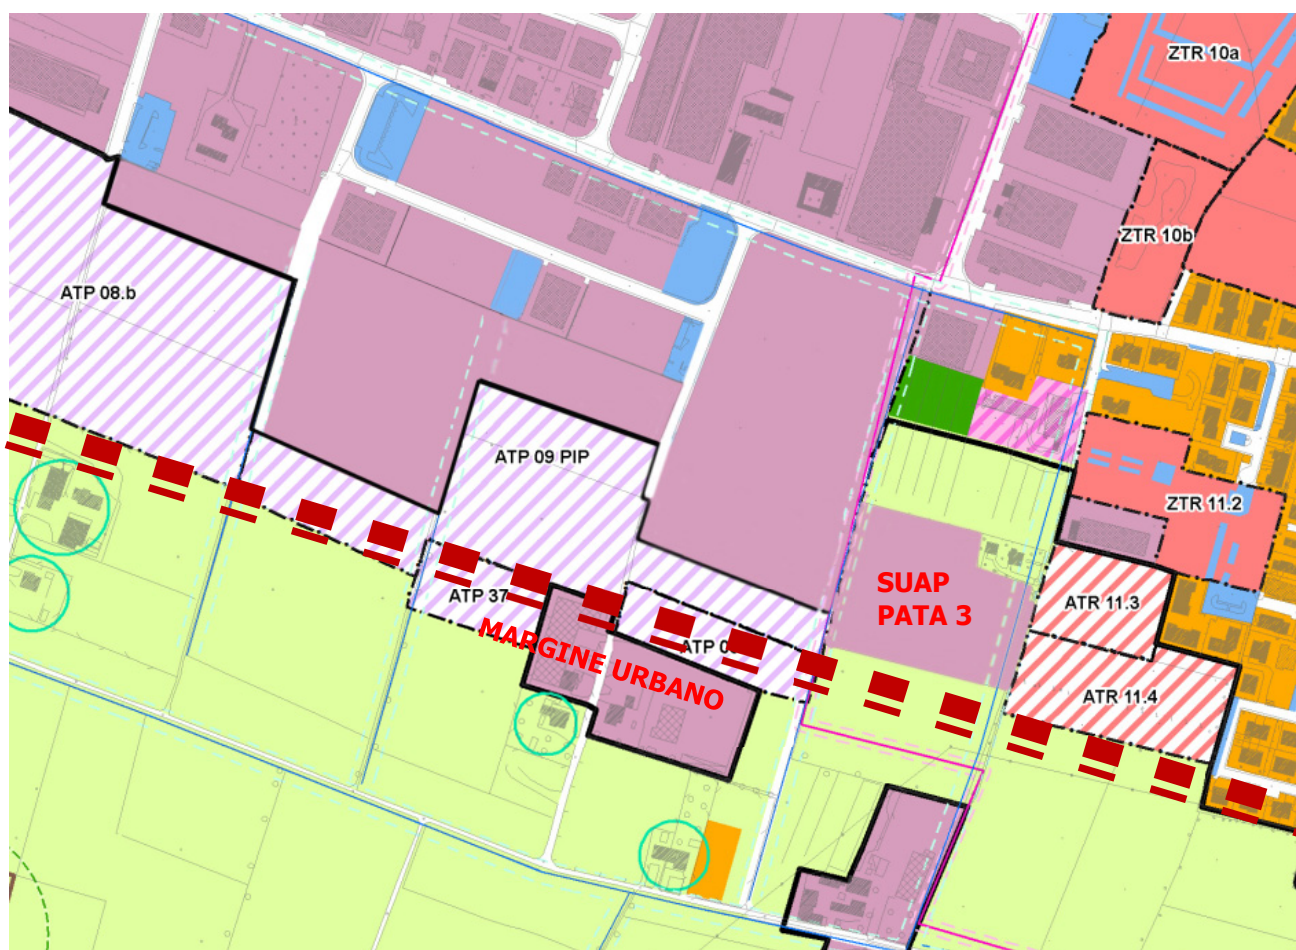 ZTR 10a
ZTR 10b
ATP 08.b
ATP 09 PIP
ZTR 11.2
SUAP
PATA 3
ATR 11.3
ATP 37
MARGINE URBANO
ATR 11.4